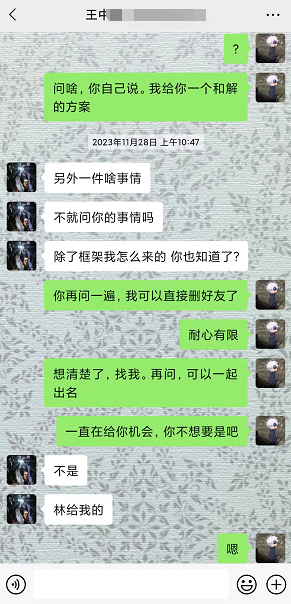 王中
?
问啥，你自己说。我给你一个和解
的方案
2023年11月28日 上午10:47
另外一件啥事情
不就问你的事情吗
除了框架我怎么来的 你也知道了?
你再问一遍，我可以直接删好友了
耐心有限
想清楚了，找我。再问，可以一起
出名
一直在给你机会，你不想要是吧
不是
林给我的
嗯